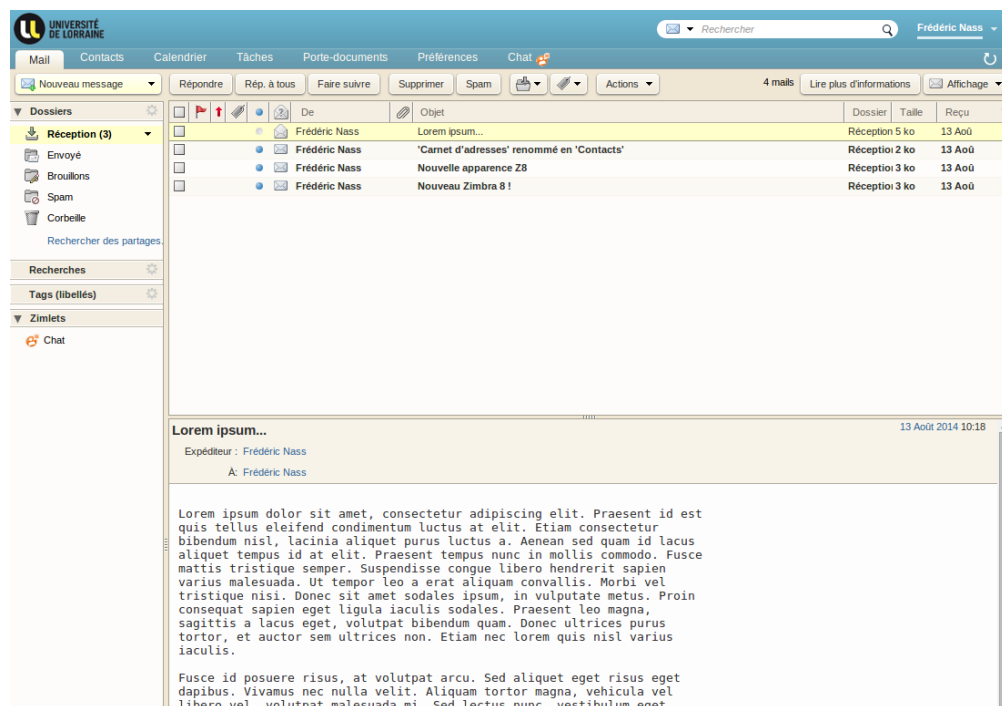 UNIVERSITÉ
DE LORRAINE
Rechercher
Frédéric Nass
Mail Contacts Calendrier Tâches Porte-documents Préférences Chat
Nouveau message Répondre Rép. à tous Faire suivre Supprimer Spam Actions 4 mails Lire plus d'informations Affichage
Dossiers
De Objet Dossier Taille Reçu
Réception (3)
Frédéric Nass Lorem ipsum... Réception 5 ko 13 Aoû
Envoyé
Frédéric Nass 'Carnet d'adresses' renommé en 'Contacts' Réception 2 ko 13 Aoû
Brouillons
Frédéric Nass Nouvelle apparence Z8 Réception 3 ko 13 Aoû
Spam
Frédéric Nass Nouveau Zimbra 8 ! Réception 3 ko 13 Aoû
Corbeille
Rechercher des partages.
Recherches
Tags (libellés)
Zimlets
Chat
Lorem ipsum...
13 Août 2014 10:18
Expéditeur : Frédéric Nass
À: Frédéric Nass
Lorem ipsum dolor sit amet, consectetur adipiscing elit. Praesent id est
quis tellus eleifend condimentum luctus at elit. Etiam consectetur
bibendum nisl, lacinia aliquet purus luctus a. Aenean sed quam id lacus
aliquet tempus id at elit. Praesent tempus nunc in mollis commodo. Fusce
mattis tristique semper. Suspendisse congue libero hendrerit sapien
varius malesuada. Ut tempor leo a erat aliquam convallis. Morbi vel
tristique nisi. Donec sit amet sodales ipsum, in vulputate metus. Proin
consequat sapien eget ligula iaculis sodales. Praesent leo magna,
sagittis a lacus eget, volutpat bibendum quam. Donec ultrices purus
tortor, et auctor sem ultrices non. Etiam nec lorem quis nisl varius
iaculis.
Fusce id posuere risus, at volutpat arcu. Sed aliquet eget risus eget
dapibus. Vivamus nec nulla velit. Aliquam tortor magna, vehicula vel
libero vel, volutpat malesuada mi. Sed lectus nunc, vestibulum eget